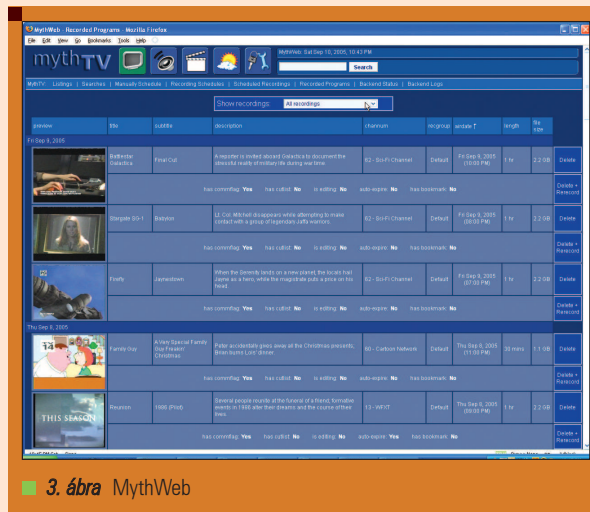 MythWeb - Recorded Programs - Mozilla Firefox
File Edit View Go Bookmarks Tools Help
mythTV
MythWeb: Sat Sep 10, 2005, 10:43 PM
Search
MythTV: Listings | Searches | Manually Schedule | Recording Schedules | Scheduled Recordings | Recorded Programs | Backend Status | Backend Logs
Show recordings: All recordings
preview title subtitle description channum recgroup airdate length file size
Fri Sep 9, 2005
Battlestar Galactica
Final Cut
A reporter is invited aboard Galactica to document the stressful reality of military life during war time.
62 - Sci-Fi Channel
Default
Fri Sep 9, 2005 (10:00 PM)
1 hr
2.2 GB
Delete
has commflag: Yes has cutlist: No is editing: No auto-expire: No has bookmark: No
Delete + Rerecord
Stargate SG-1
Babylon
Lt. Col. Mitchell disappears while attempting to make contact with a group of legendary Jaffa warriors.
62 - Sci-Fi Channel
Default
Fri Sep 9, 2005 (09:00 PM)
1 hr
2.2 GB
Delete
has commflag: Yes has cutlist: No is editing: No auto-expire: No has bookmark: No
Delete + Rerecord
Firefly
Jaynestown
When the Serenity lands on a new planet, the locals hail Jayne as a hero, while the magistrate puts a price on his head.
62 - Sci-Fi Channel
Default
Fri Sep 9, 2005 (07:00 PM)
1 hr
2.2 GB
Delete
has commflag: Yes has cutlist: No is editing: No auto-expire: No has bookmark: No
Delete + Rerecord
Thu Sep 8, 2005
Family Guy
A Very Special Family Guy Freakin' Christmas
Peter accidentally gives away all the Christmas presents; Brian burns Lois' dinner.
60 - Cartoon Network
Default
Thu Sep 8, 2005 (11:00 PM)
30 mins
1.1 GB
Delete
has commflag: Yes has cutlist: No is editing: No auto-expire: No has bookmark: No
Delete + Rerecord
THIS SEASON
Reunion
1986 (Pilot)
Several people reunite at the funeral of a friend; formative events in 1986 alter their dreams and the course of their lives.
13 - WFXT
Default
Thu Sep 8, 2005 (09:00 PM)
1 hr
2.2 GB
Delete
has commflag: Yes has cutlist: No is editing: No auto-expire: Yes has bookmark: No
Delete + Rerecord
3. ábra MythWeb